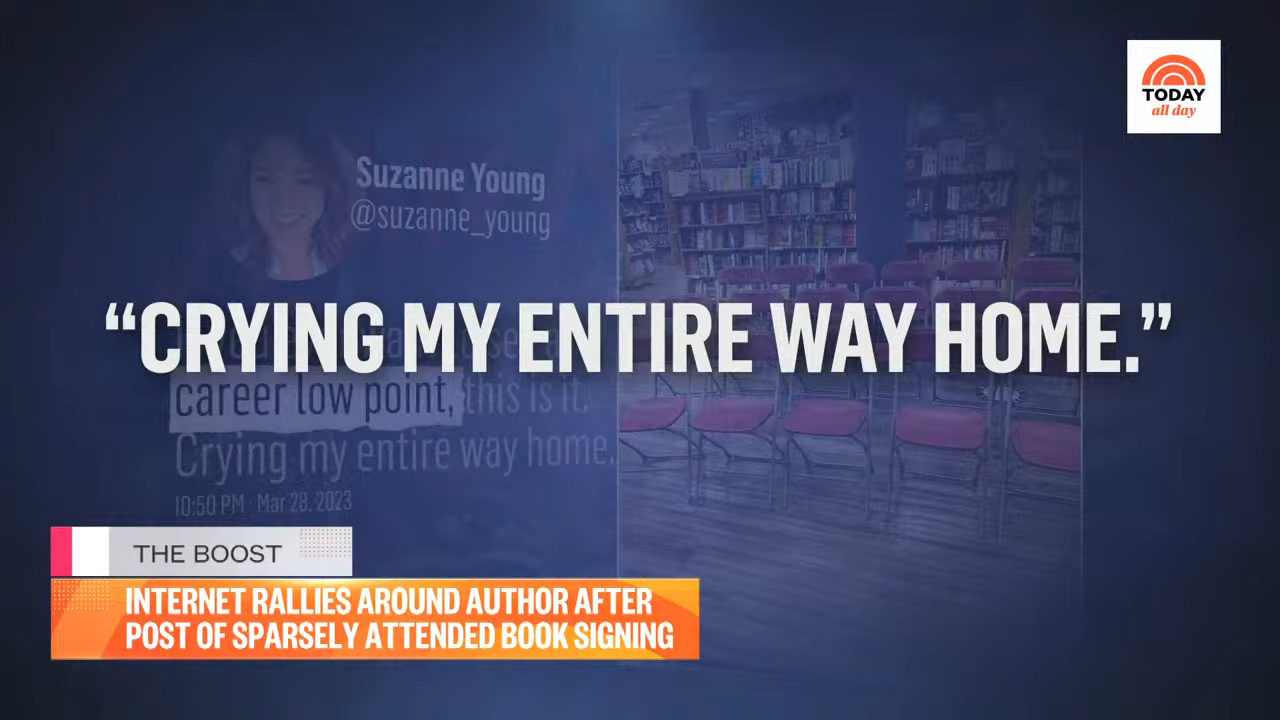 TODAY
all day
Suzanne Young
@suzanne_young
“CRYING MY ENTIRE WAY HOME.”
career low point, this is it.
Crying my entire way home.
10:50 PM · Mar 28, 2023
THE BOOST
INTERNET RALLIES AROUND AUTHOR AFTER
POST OF SPARSELY ATTENDED BOOK SIGNING